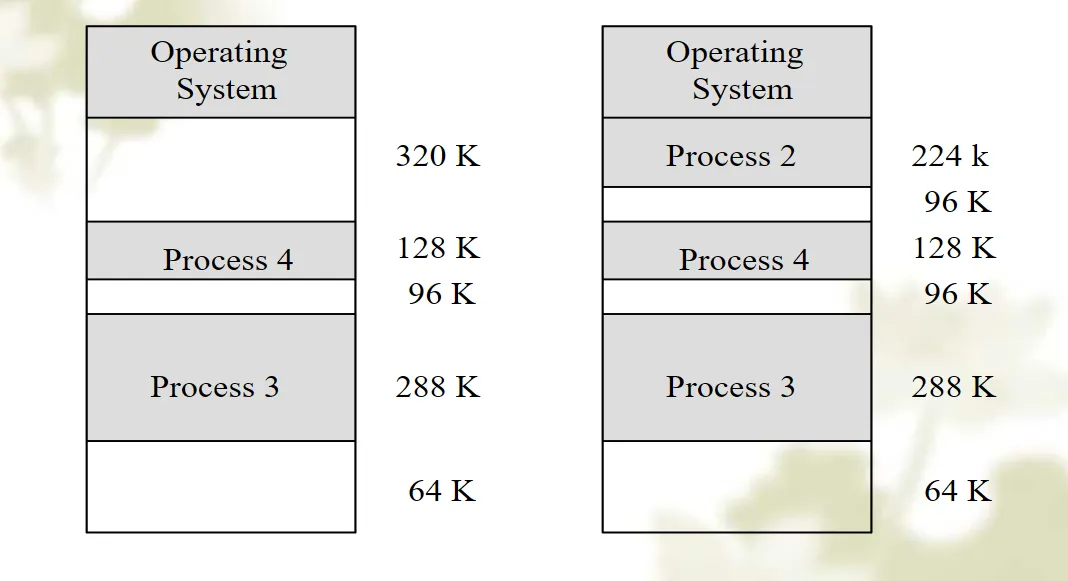 Operating
System
320 K
Process 4
128 K
96 K
Process 3
288 K
64 K
Operating
System
Process 2
224 k
96 K
Process 4
128 K
96 K
Process 3
288 K
64 K